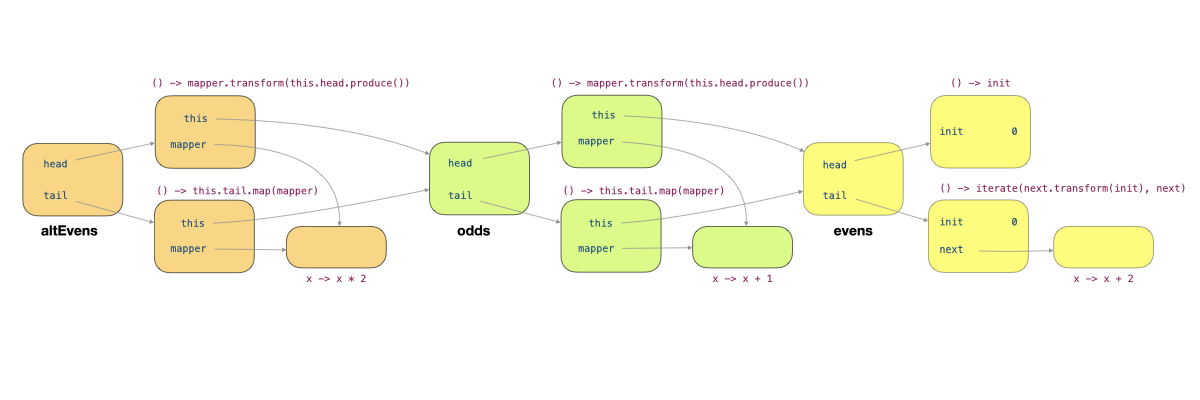 () -> mapper.transform(this.head.produce())
this
mapper
head
tail
altEvens
() -> this.tail.map(mapper)
this
mapper
x -> x * 2
() -> mapper.transform(this.head.produce())
this
mapper
head
tail
odds
() -> this.tail.map(mapper)
this
mapper
x -> x + 1
() -> init
init 0
head
tail
evens
() -> iterate(next.transform(init), next)
init 0
next
x -> x + 2